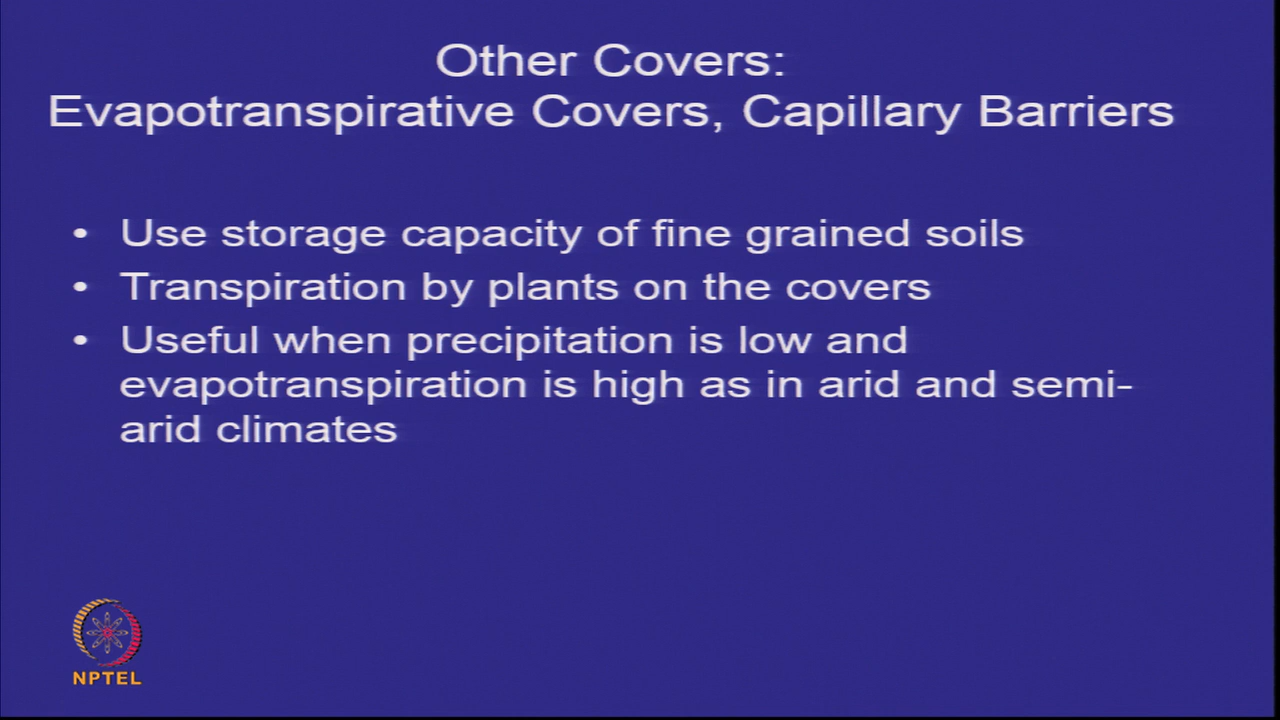 Other Covers:
Evapotranspirative Covers, Capillary Barriers
• Use storage capacity of fine grained soils
• Transpiration by plants on the covers
• Useful when precipitation is low and
evapotranspiration is high as in arid and semi-
arid climates
NPTEL